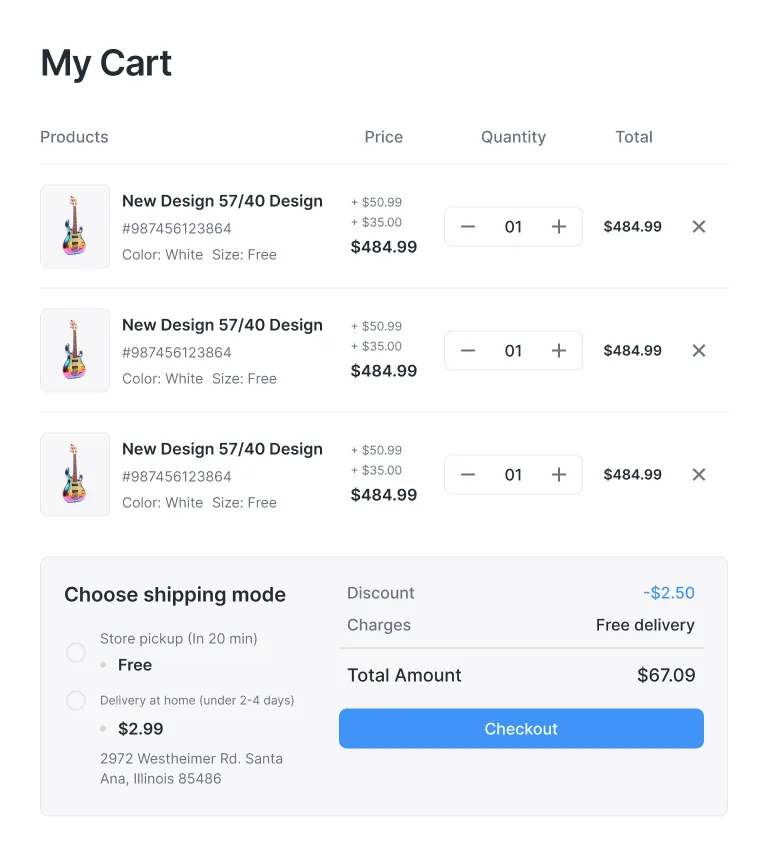 My Cart
Products Price Quantity Total
New Design 57/40 Design
#987456123864
Color: White Size: Free
+ $50.99
+ $35.00
$484.99
01
$484.99
New Design 57/40 Design
#987456123864
Color: White Size: Free
+ $50.99
+ $35.00
$484.99
01
$484.99
New Design 57/40 Design
#987456123864
Color: White Size: Free
+ $50.99
+ $35.00
$484.99
01
$484.99
Choose shipping mode
Store pickup (In 20 min)
Free
Delivery at home (under 2-4 days)
$2.99
2972 Westheimer Rd. Santa
Ana, Illinois 85486
Discount -$2.50
Charges Free delivery
Total Amount $67.09
Checkout